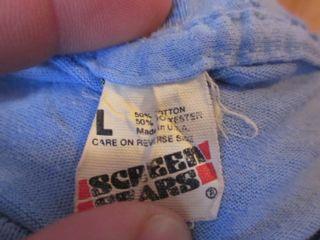 L
50% COTTON
50% POLYESTER
Made in U.S.A.
CARE ON REVERSE SIDE
SCREEN
STARS
®